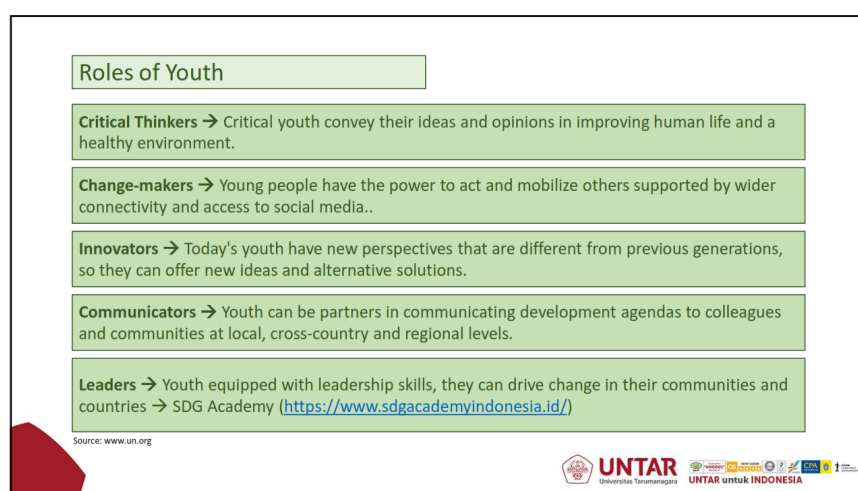 Roles of Youth
Critical Thinkers → Critical youth convey their ideas and opinions in improving human life and a
healthy environment.
Change-makers → Young people have the power to act and mobilize others supported by wider
connectivity and access to social media..
Innovators → Today's youth have new perspectives that are different from previous generations,
so they can offer new ideas and alternative solutions.
Communicators → Youth can be partners in communicating development agendas to colleagues
and communities at local, cross-country and regional levels.
Leaders → Youth equipped with leadership skills, they can drive change in their communities and
countries → SDG Academy (https://www.sdgacademyindonesia.id/)
Source: www.un.org
UNTAR
Universitas Tarumanagara
CPA
UNTAR untuk INDONESIA